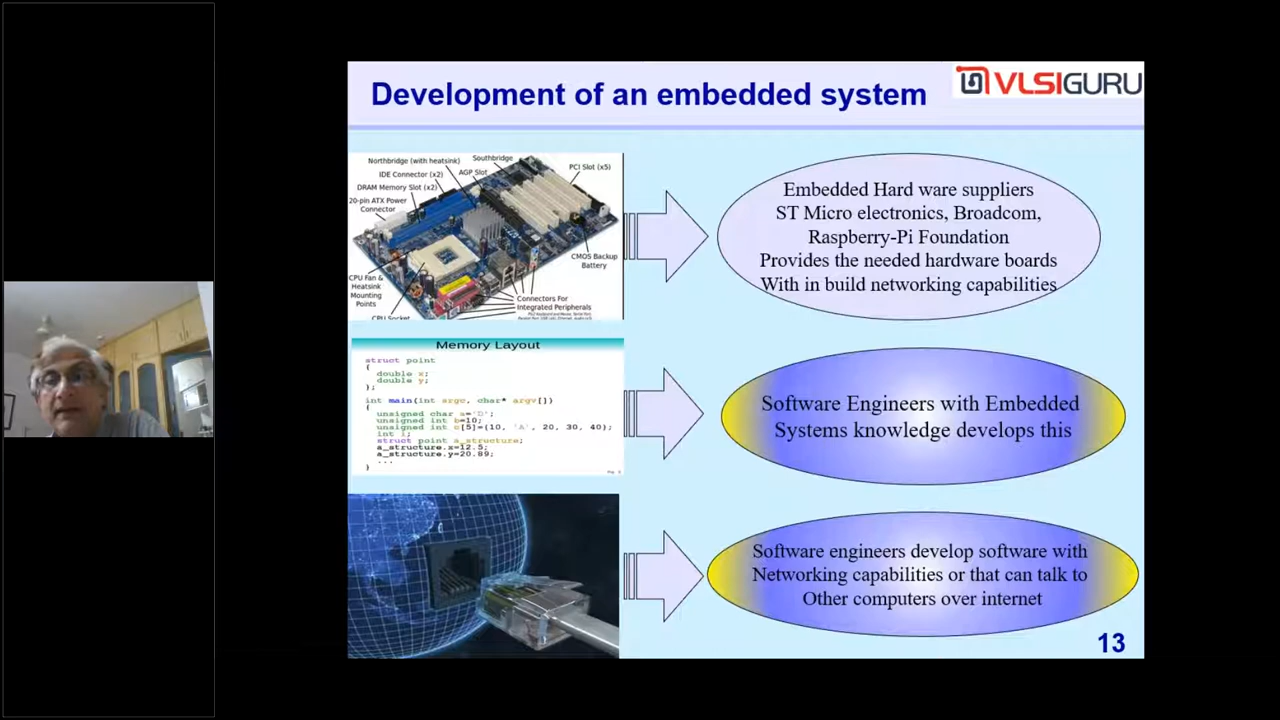 Development of an embedded system
VLSIGURU
Northbridge (with heatsink)
Southbridge
IDE Connector (x2)
AGP Slot
PCI Slot (x5)
DRAM Memory Slot (x2)
20-pin ATX Power
Connector
CPU Fan &
Heatsink
Mounting
Points
CPU Socket
Connectors For
Integrated Peripherals
CMOS Backup
Battery
Embedded Hard ware suppliers
ST Micro electronics, Broadcom,
Raspberry-Pi Foundation
Provides the needed hardware boards
With in build networking capabilities
Memory Layout
struct point
{
double x;
double y;
};
int main(int argc, char* argv[])
{
unsigned char a='D';
unsigned int b=10;
unsigned int c[5]={10, 'A', 20, 30, 40};
int i;
struct point a_structure;
a_structure.x=12.5;
a_structure.y=20.89;
...
}
Software Engineers with Embedded
Systems knowledge develops this
Software engineers develop software with
Networking capabilities or that can talk to
Other computers over internet
13